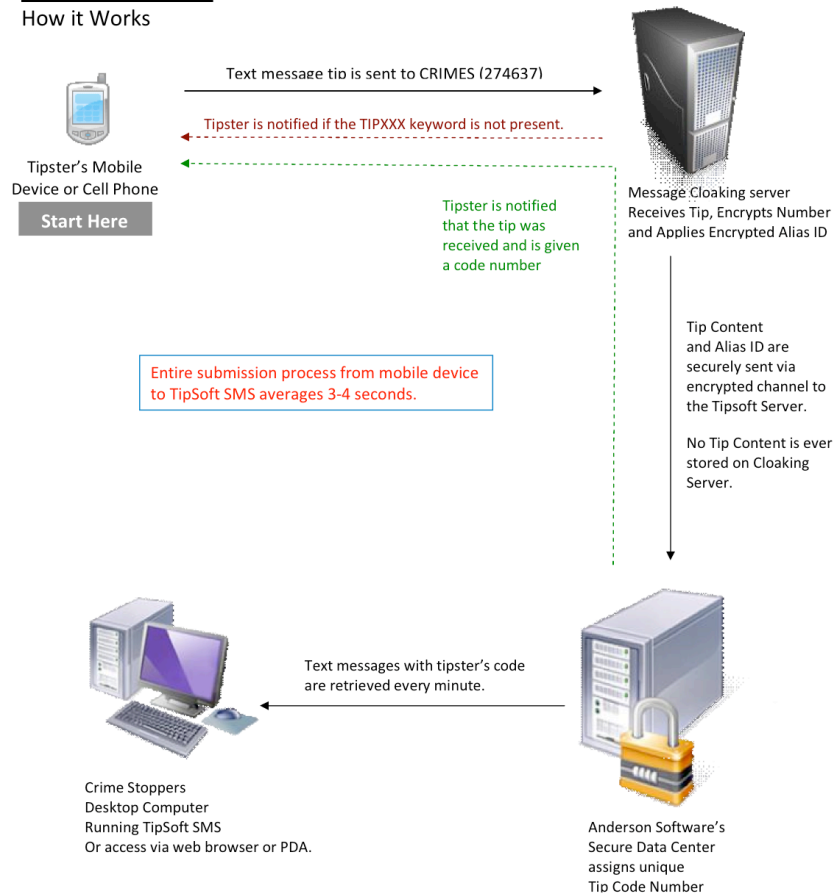 How it Works
Text message tip is sent to CRIMES (274637)
Tipster is notified if the TIPXXX keyword is not present.
Tipster's Mobile
Device or Cell Phone
Start Here
Message Cloaking server
Receives Tip, Encrypts Number
and Applies Encrypted Alias ID
Tipster is notified
that the tip was
received and is given
a code number
Tip Content
and Alias ID are
securely sent via
encrypted channel to
the Tipsoft Server.
No Tip Content is ever
stored on Cloaking
Server.
Entire submission process from mobile device
to TipSoft SMS averages 3-4 seconds.
Text messages with tipster's code
are retrieved every minute.
Crime Stoppers
Desktop Computer
Running TipSoft SMS
Or access via web browser or PDA.
Anderson Software's
Secure Data Center
assigns unique
Tip Code Number